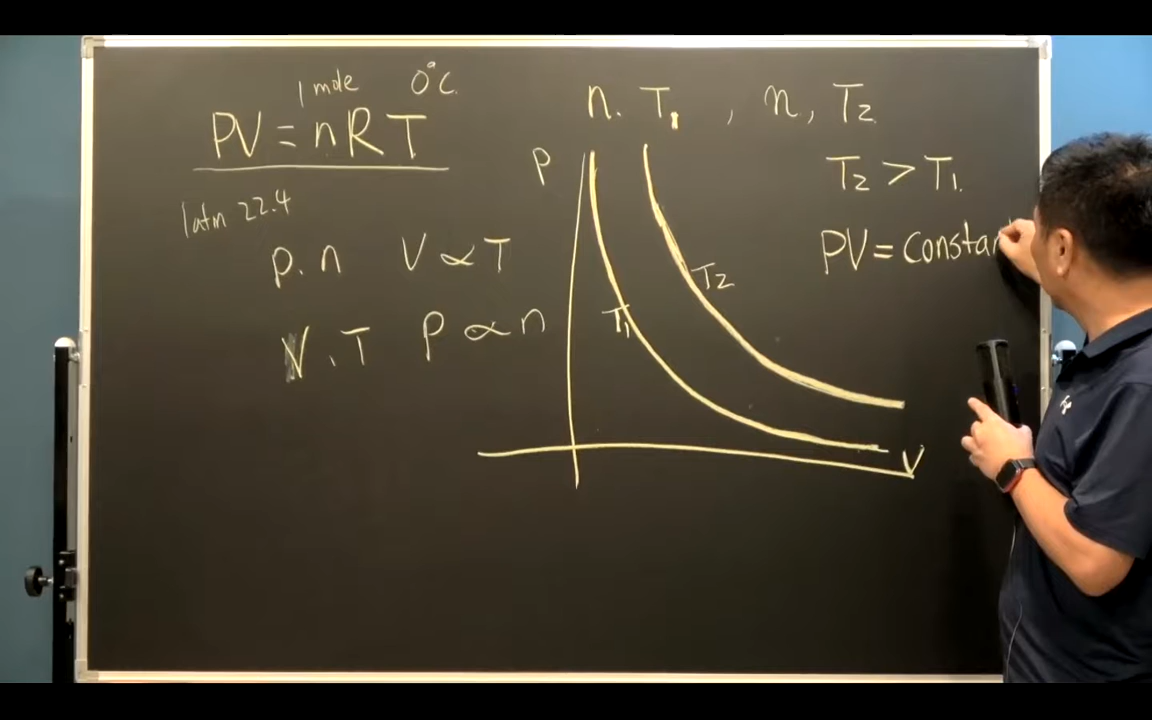 1 mole 0°C.
PV = nRT
1atm 22.4
P. n V ∝ T
V. T P ∝ n
n. T₁, n, T₂
T₂ > T₁.
PV = Constan
P
T₂
T₁
V